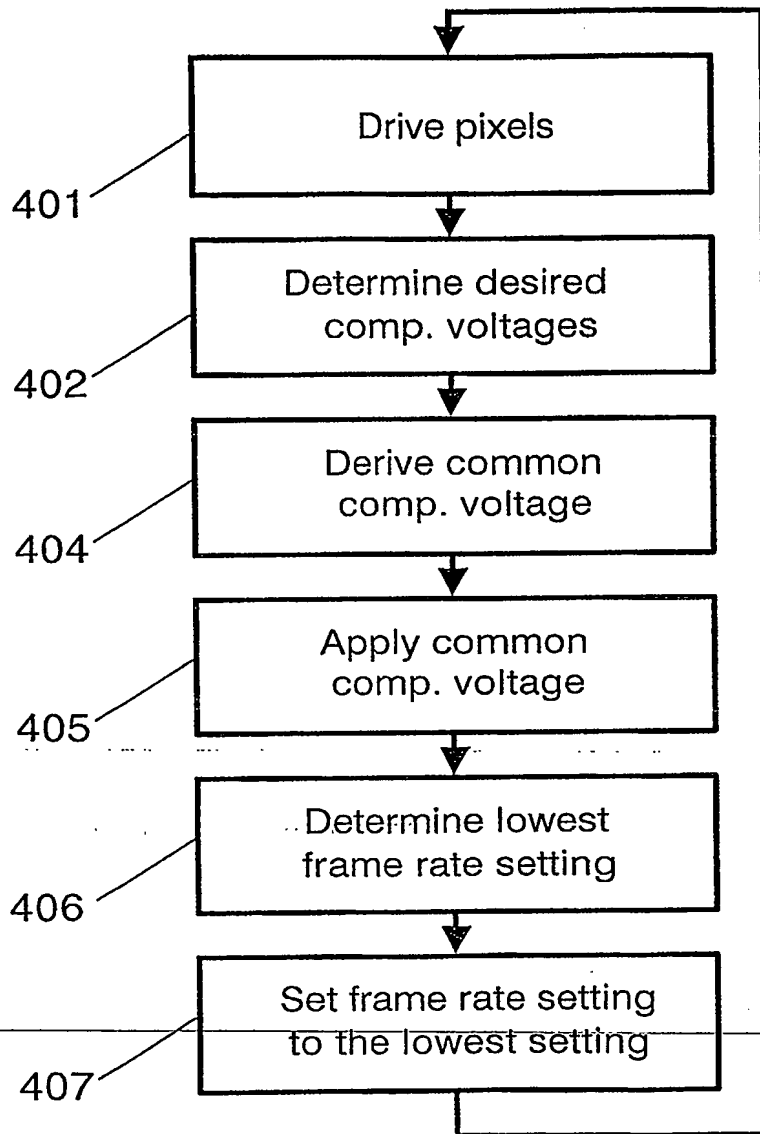 Drive pixels
401
Determine desired
comp. voltages
402
Derive common
comp. voltage
404
Apply common
comp. voltage
405
Determine lowest
frame rate setting
406
Set frame rate setting
to the lowest setting
407